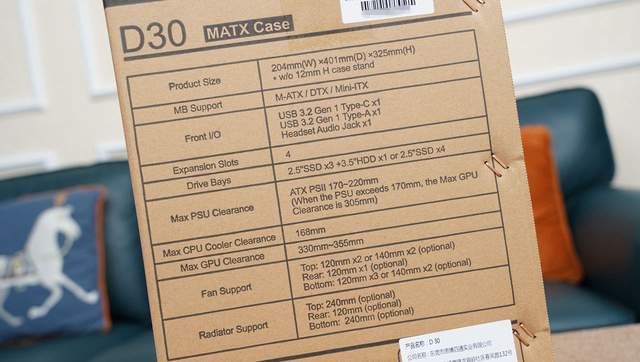 D30 MATX Case
Product Size
204mm(W) ×401mm(D) ×325mm(H)
* w/o 12mm H case stand
MB Support
M-ATX / DTX / Mini-ITX
Front I/O
USB 3.2 Gen 1 Type-C x1
USB 3.2 Gen 1 Type-A x1
Headset Audio Jack x1
Expansion Slots
4
Drive Bays
2.5"SSD x3 +3.5"HDD x1 or 2.5"SSD x4
Max PSU Clearance
ATX PSII 170~220mm
(When the PSU exceeds 170mm, the Max GPU
Clearance is 305mm)
Max CPU Cooler Clearance
168mm
Max GPU Clearance
330mm~355mm
Fan Support
Top: 120mm x2 or 140mm x2 (optional)
Rear: 120mm x1 (optional)
Bottom: 120mm x3 or 140mm x2 (optional)
Radiator Support
Top: 240mm (optional)
Rear: 120mm (optional)
Bottom: 240mm (optional)
产品名称: D 30